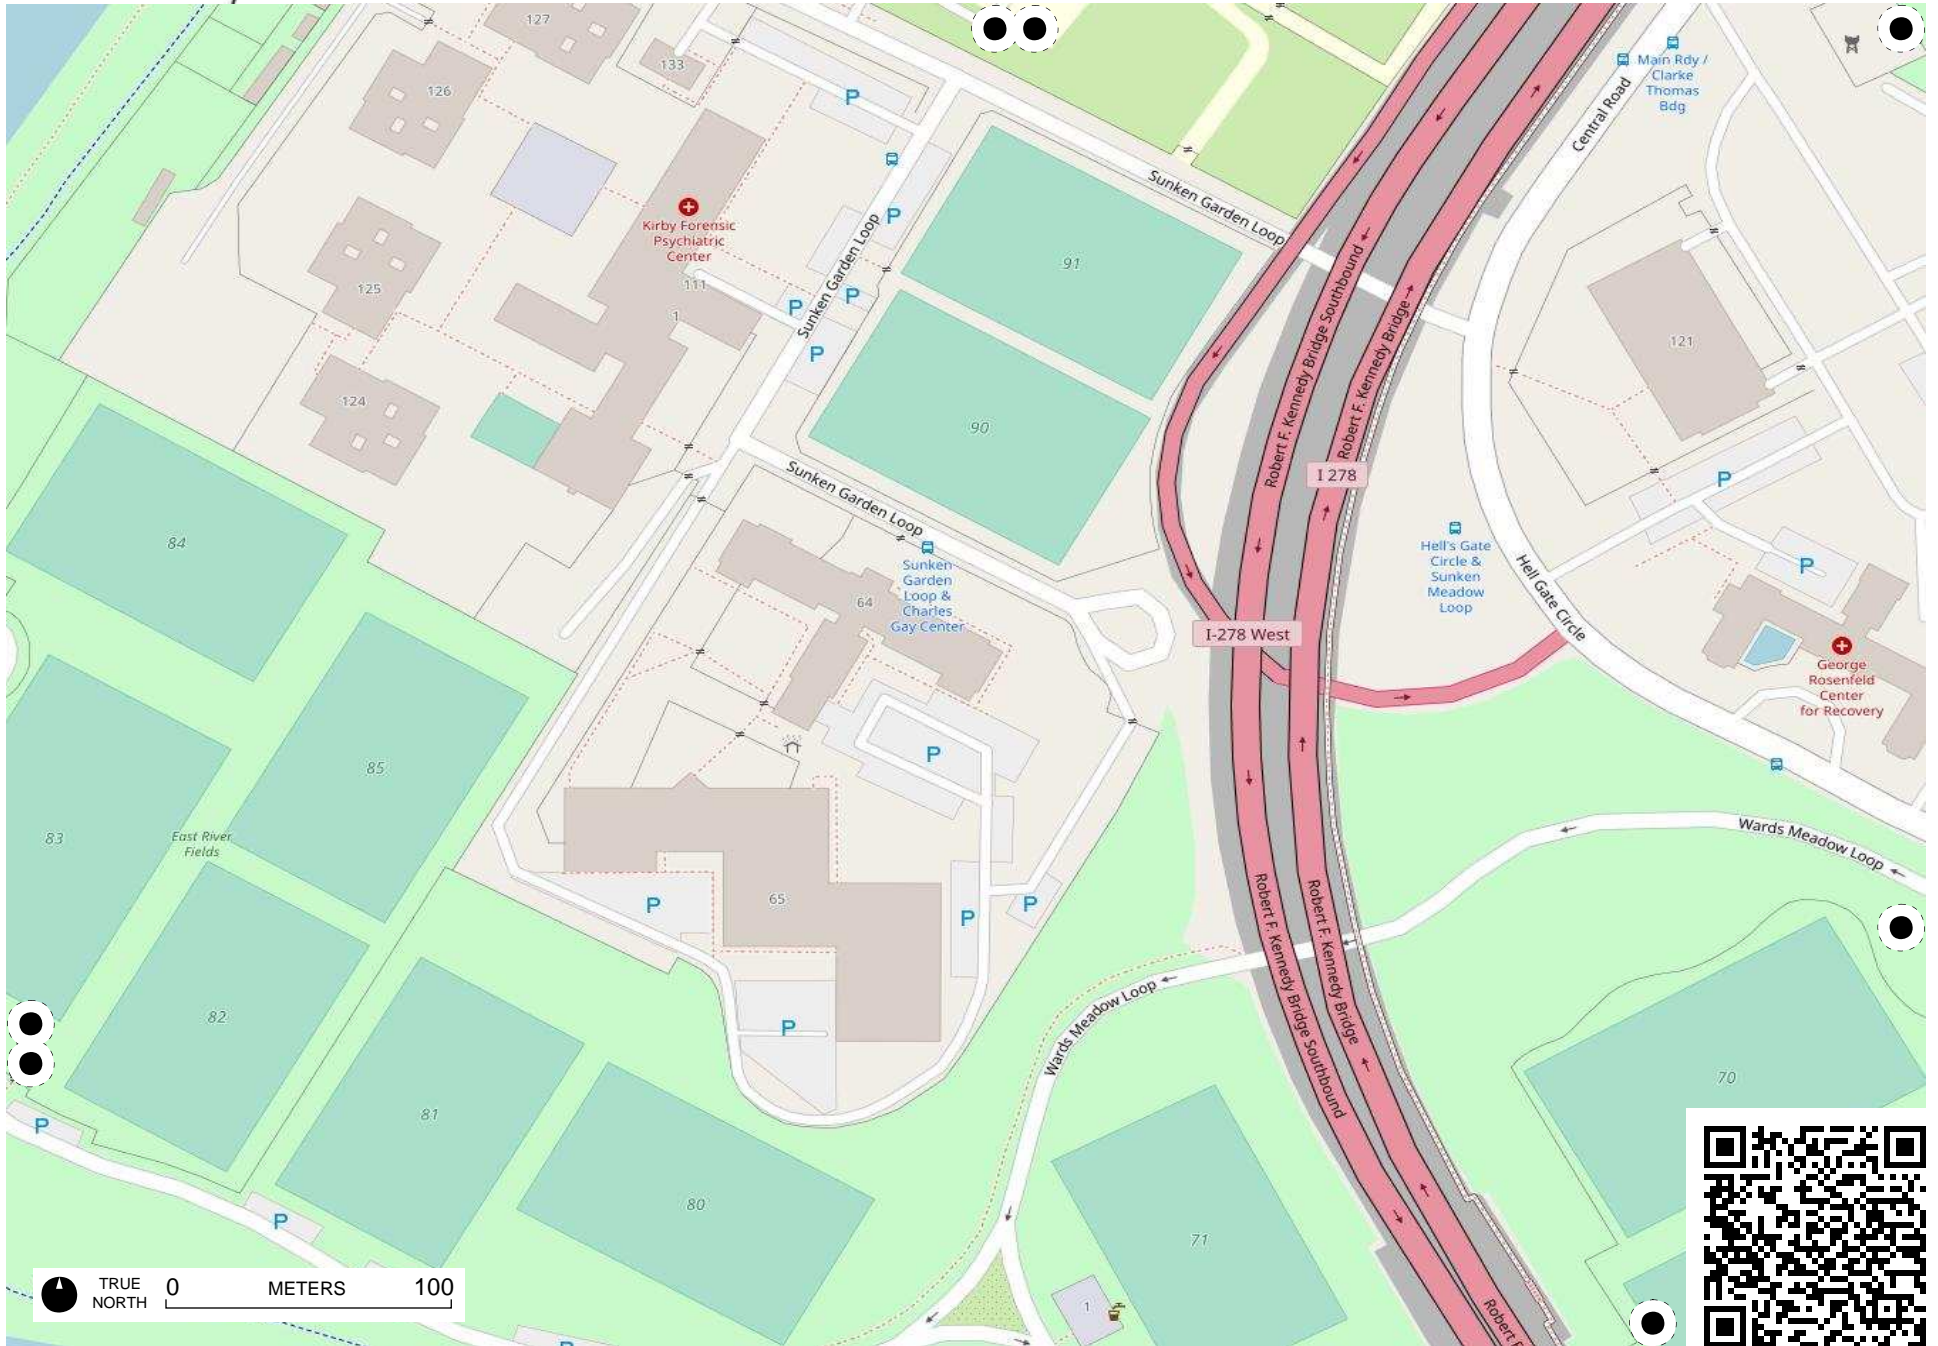 127
133
126
P
Main Rdy /
Clarke
Thomas
Bdg
Central Road
Sunken Garden Loop
P
Kirby Forensic
Psychiatric
Center
Sunken Garden Loop
91
125
111
1
P
P
P
Robert F. Kennedy Bridge Southbound
Robert F. Kennedy Bridge
121
124
90
I 278
P
Sunken Garden Loop
84
Sunken
Garden
Loop &
Charles
Gay Center
64
Hell's Gate
Circle &
Sunken
Meadow
Loop
Hell Gate Circle
P
I-278 West
George
Rosenfeld
Center
for Recovery
85
P
83
East River
Fields
Wards Meadow Loop
65
P
P
P
Robert F. Kennedy Bridge Southbound
Robert F. Kennedy Bridge
82
P
Wards Meadow Loop
70
81
P
80
71
P
1
TRUE
NORTH
0 METERS 100
P